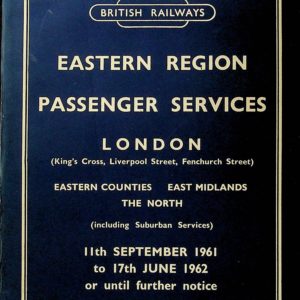 BRITISH RAILWAYS
EASTERN REGION
PASSENGER SERVICES
LONDON
(King's Cross, Liverpool Street, Fenchurch Street)
EASTERN COUNTIES EAST MIDLANDS
THE NORTH
(including Suburban Services)
11th SEPTEMBER 1961
to 17th JUNE 1962
or until further notice